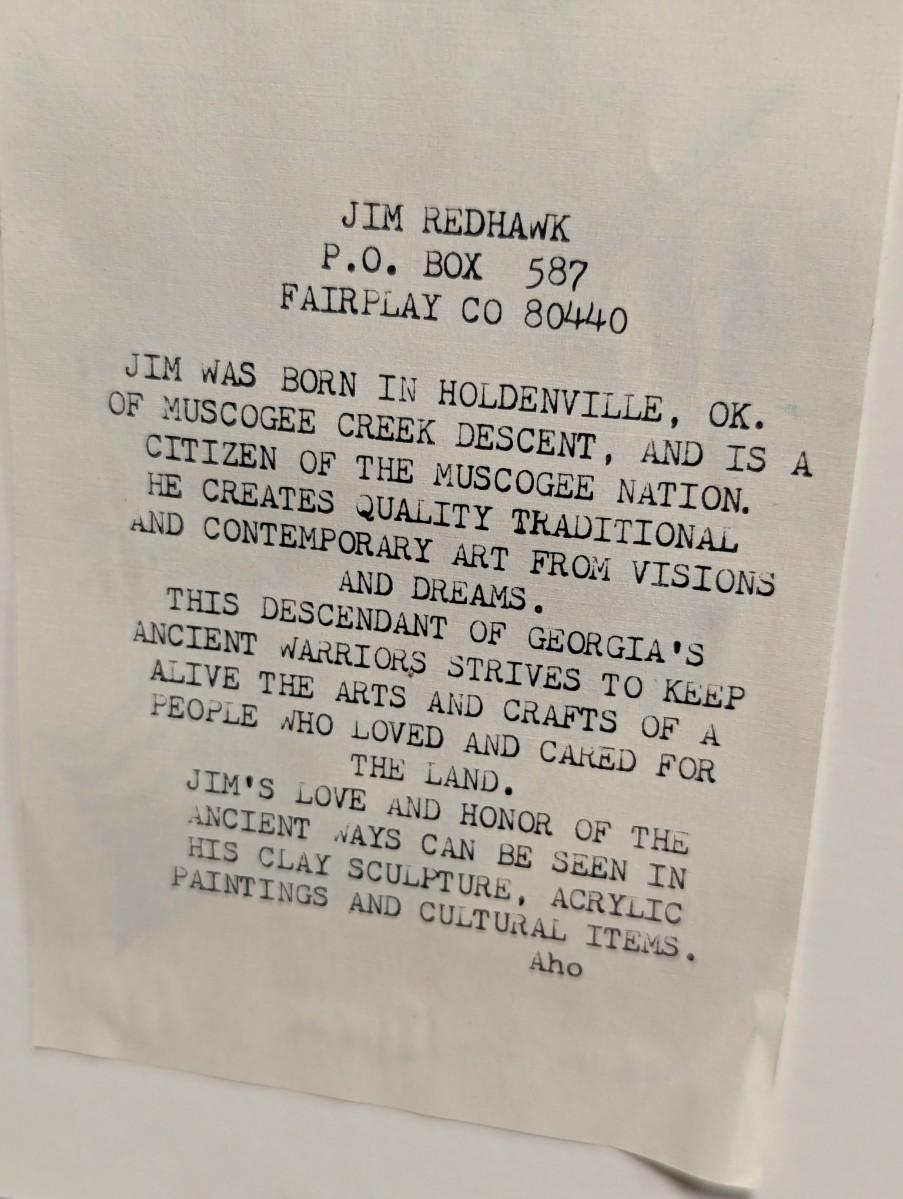 JIM REDHAWK
P.O. BOX 587
FAIRPLAY CO 80440
JIM WAS BORN IN HOLDENVILLE, OK.
OF MUSCOGEE CREEK DESCENT, AND IS A
CITIZEN OF THE MUSCOGEE NATION.
HE CREATES QUALITY TRADITIONAL
AND CONTEMPORARY ART FROM VISIONS
AND DREAMS.
THIS DESCENDANT OF GEORGIA'S
ANCIENT WARRIORS STRIVES TO KEEP
ALIVE THE ARTS AND CRAFTS OF A
PEOPLE WHO LOVED AND CARED FOR
THE LAND.
JIM'S LOVE AND HONOR OF THE
ANCIENT WAYS CAN BE SEEN IN
HIS CLAY SCULPTURE, ACRYLIC
PAINTINGS AND CULTURAL ITEMS.
Aho